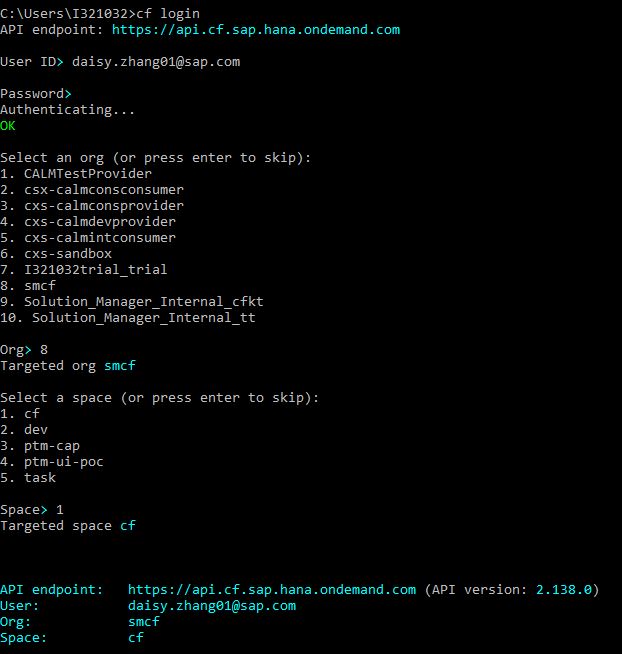 C:\Users\I321032>cf login
API endpoint: https://api.cf.sap.hana.ondemand.com
User ID> daisy.zhang01@sap.com
Password>
Authenticating...
OK
Select an org (or press enter to skip):
1. CALMTestProvider
2. csx-calmconsconsumer
3. cxs-calmconsprovider
4. cxs-calmdevprovider
5. cxs-calmintconsumer
6. cxs-sandbox
7. I321032trial_trial
8. smcf
9. Solution_Manager_Internal_cfkt
10. Solution_Manager_Internal_tt
Org> 8
Targeted org smcf
Select a space (or press enter to skip):
1. cf
2. dev
3. ptm-cap
4. ptm-ui-poc
5. task
Space> 1
Targeted space cf
API endpoint:   https://api.cf.sap.hana.ondemand.com (API version: 2.138.0)
User:           daisy.zhang01@sap.com
Org:            smcf
Space:          cf